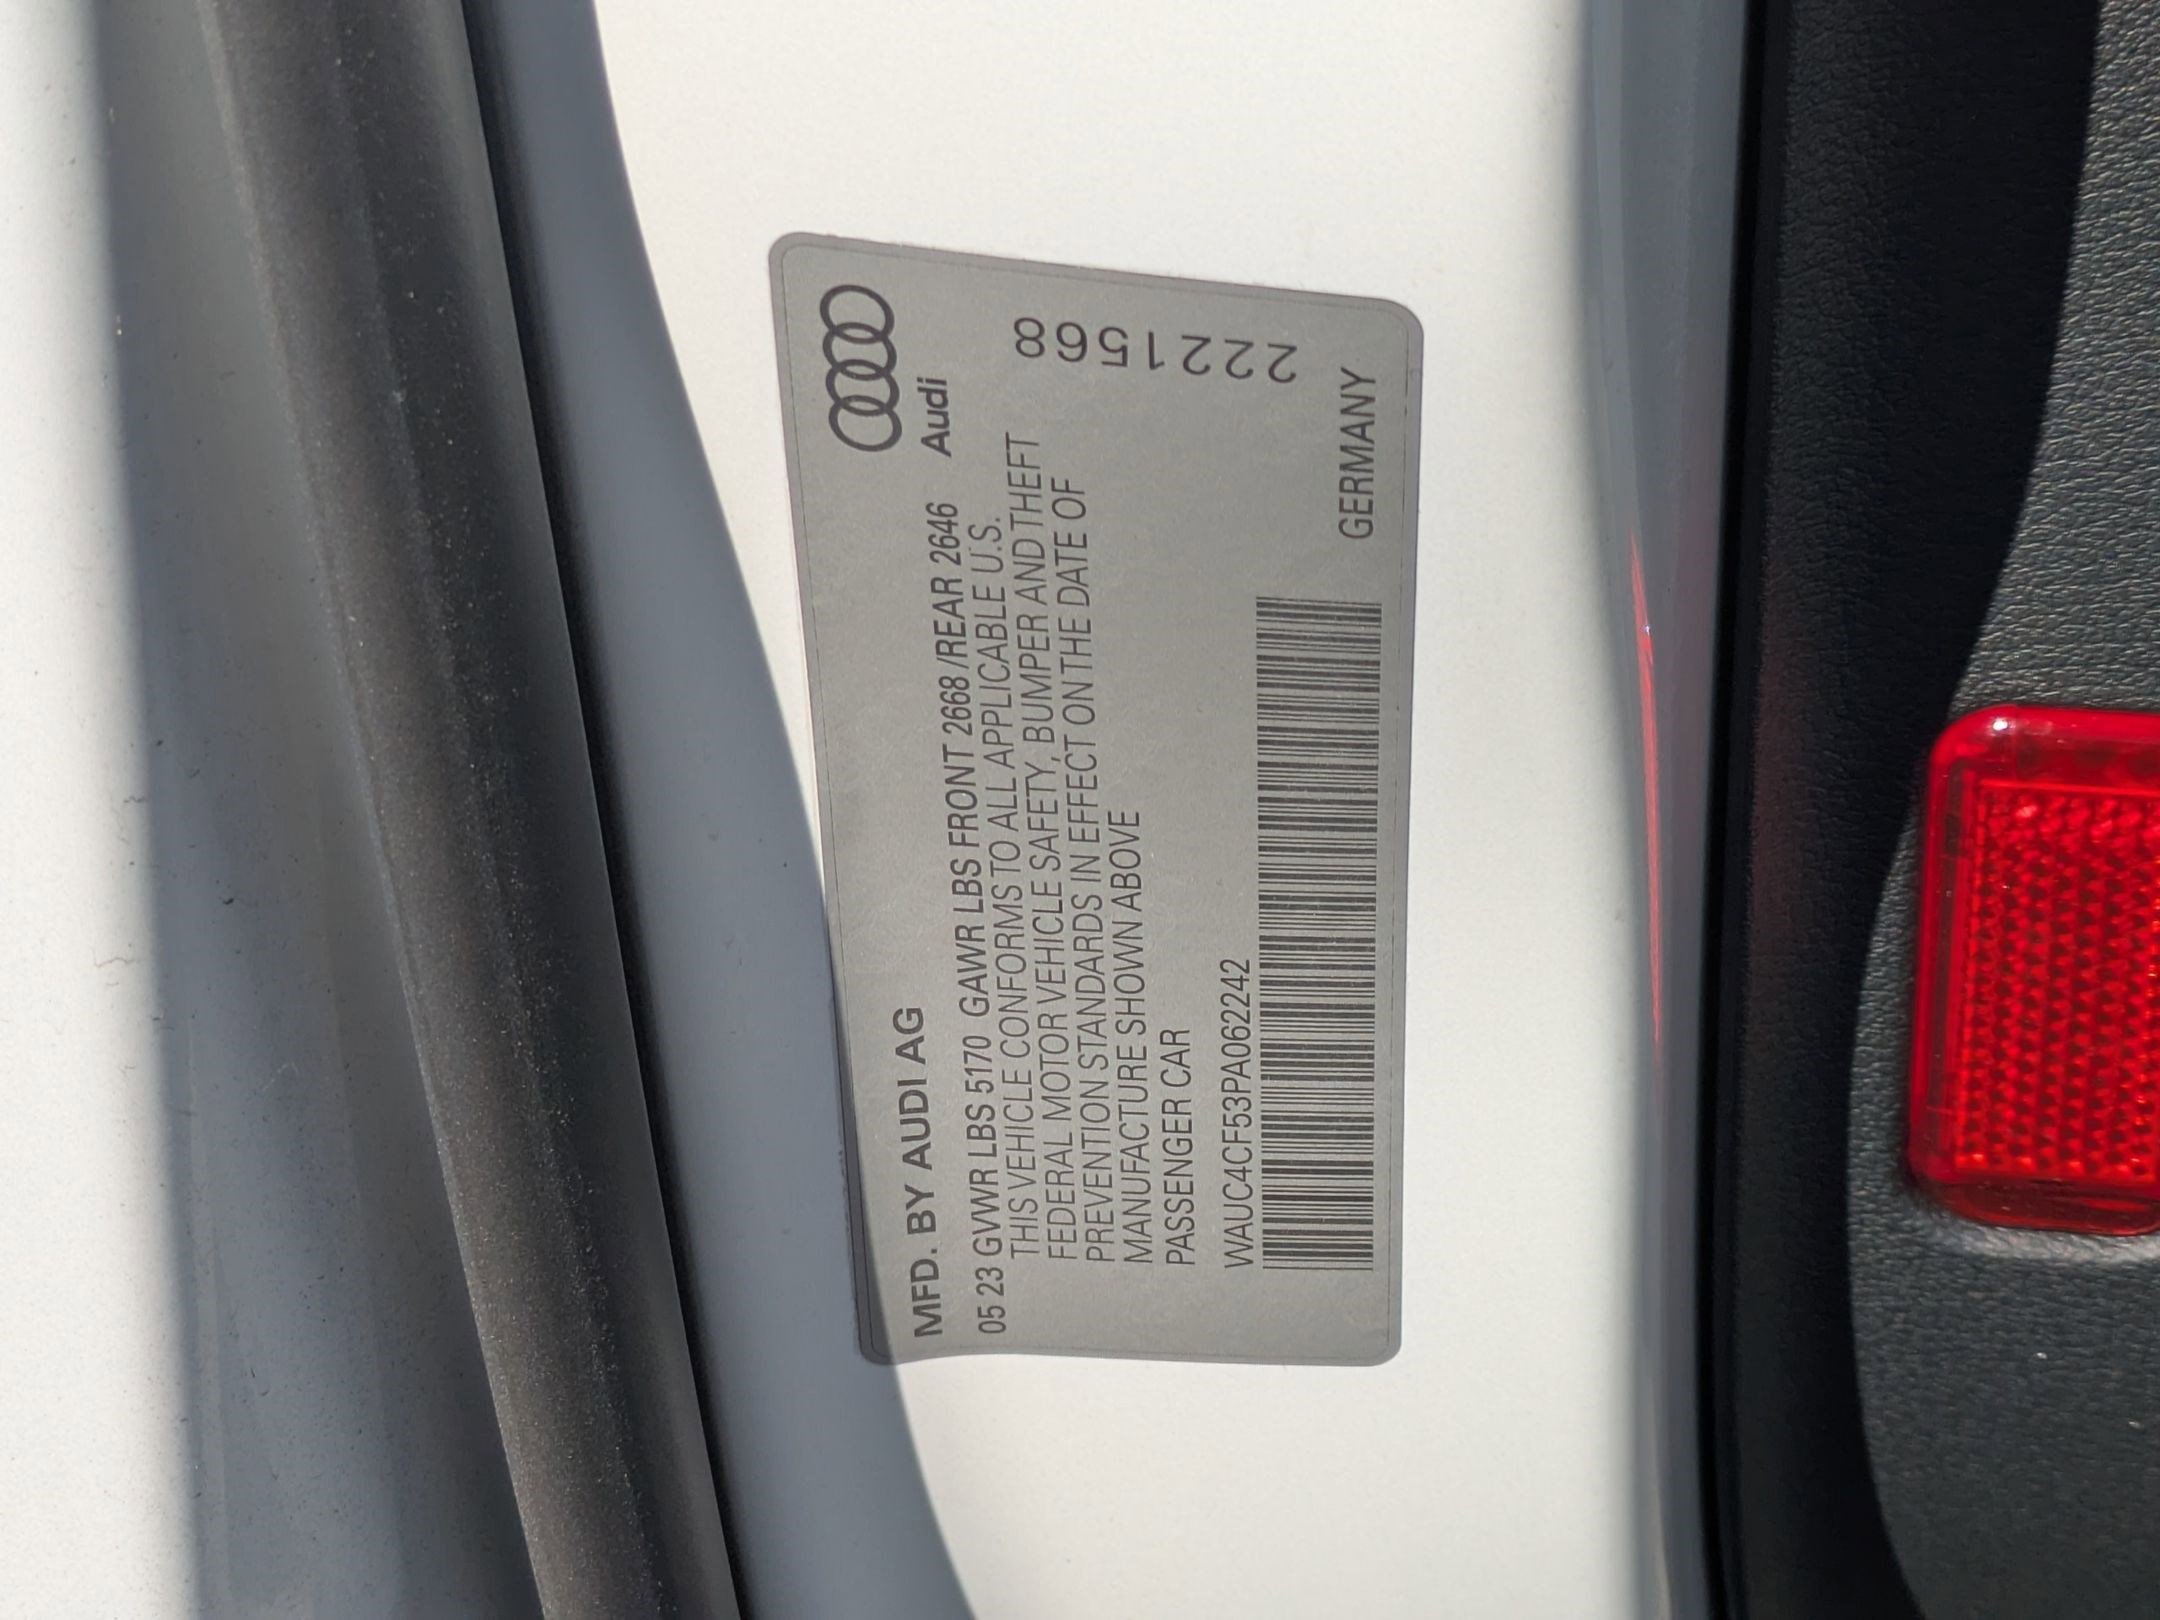 Audi
MFD. BY AUDI AG
05 23 GVWR LBS 5170 GAWR LBS FRONT 2668 /REAR 2646
THIS VEHICLE CONFORMS TO ALL APPLICABLE U.S.
FEDERAL MOTOR VEHICLE SAFETY, BUMPER AND THEFT
PREVENTION STANDARDS IN EFFECT ON THE DATE OF
MANUFACTURE SHOWN ABOVE
PASSENGER CAR
WAUC4CF53PA062242
GERMANY
2221568